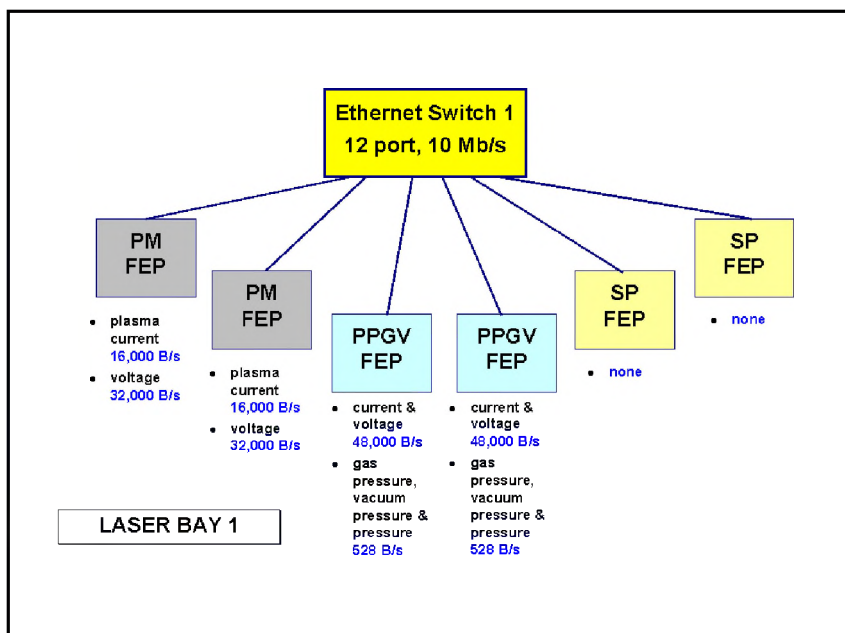 Ethernet Switch 1
12 port, 10 Mb/s
PM
FEP
• plasma
current
16,000 B/s
• voltage
32,000 B/s
PM
FEP
• plasma
current
16,000 B/s
• voltage
32,000 B/s
PPGV
FEP
• current &
voltage
48,000 B/s
• gas
pressure,
vacuum
pressure &
pressure
528 B/s
PPGV
FEP
• current &
voltage
48,000 B/s
• gas
pressure,
vacuum
pressure &
pressure
528 B/s
SP
FEP
• none
SP
FEP
• none
LASER BAY 1